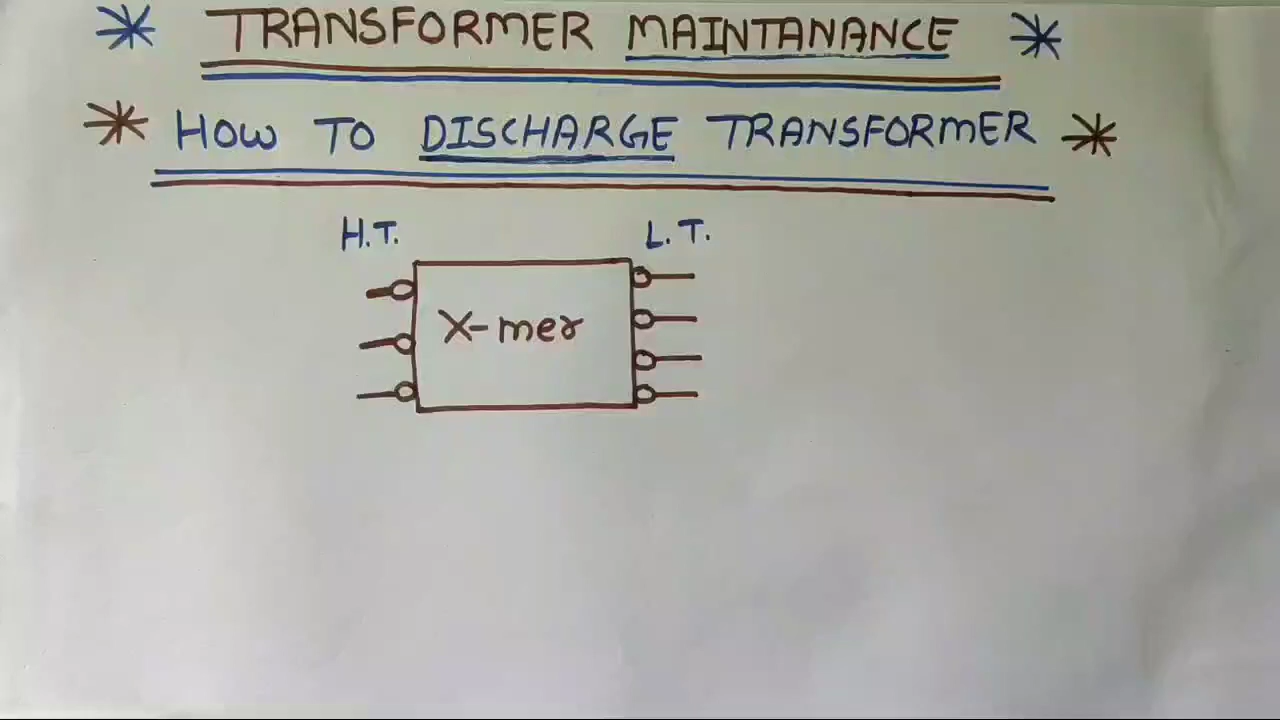 TRANSFORMER MAINTANANCE
HOW TO DISCHARGE TRANSFORMER
H.T. L.T.
X-mer